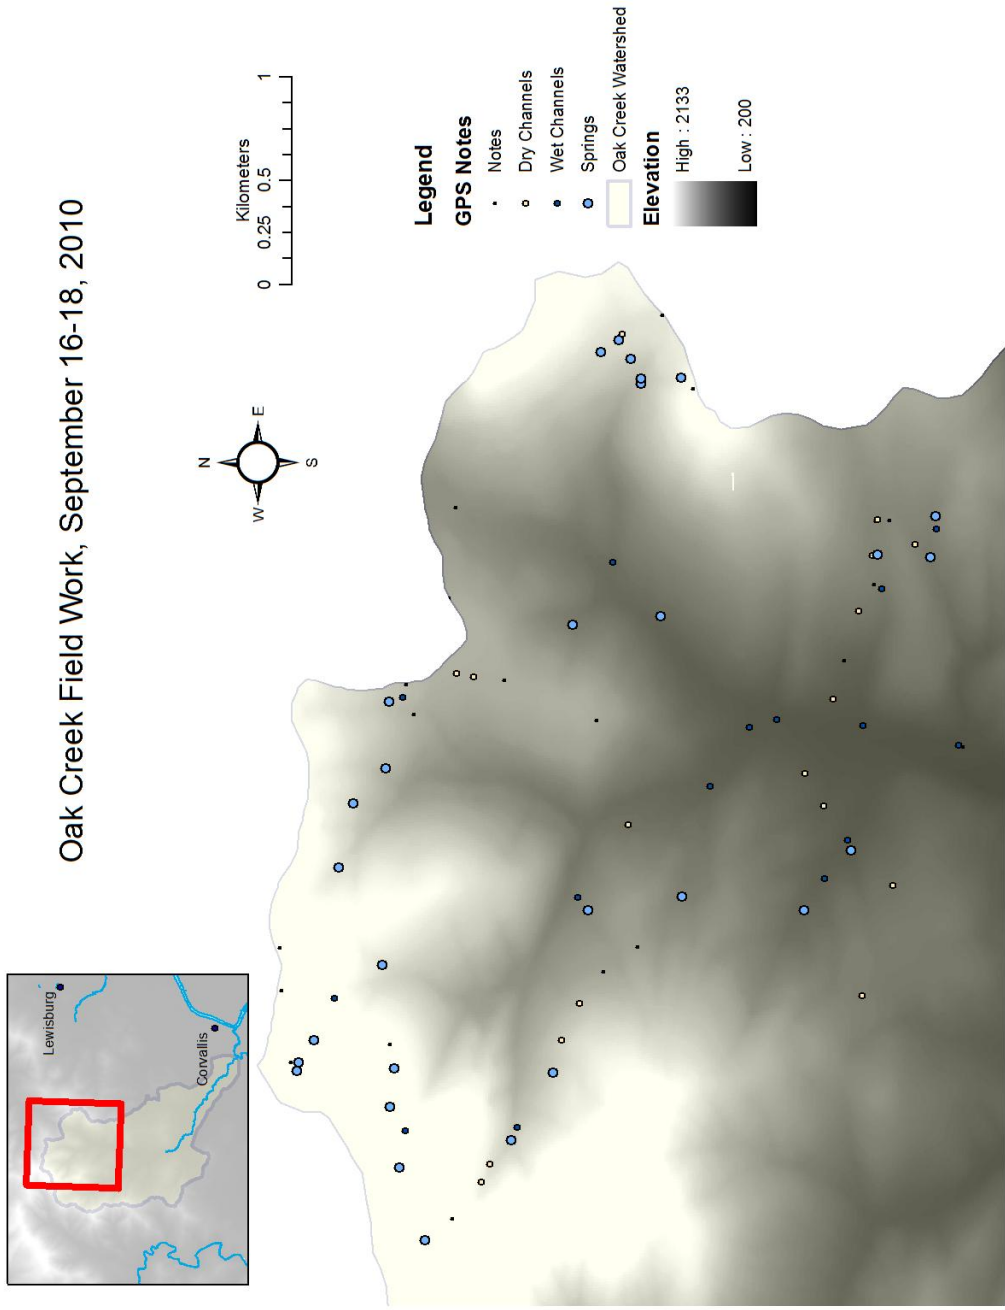 Oak Creek Field Work, September 16-18, 2010
Lewisburg
Corvallis
N
W
E
S
Kilometers
0 0.25 0.5 1
Legend
GPS Notes
Notes
Dry Channels
Wet Channels
Springs
Oak Creek Watershed
Elevation
High : 2133
Low : 200